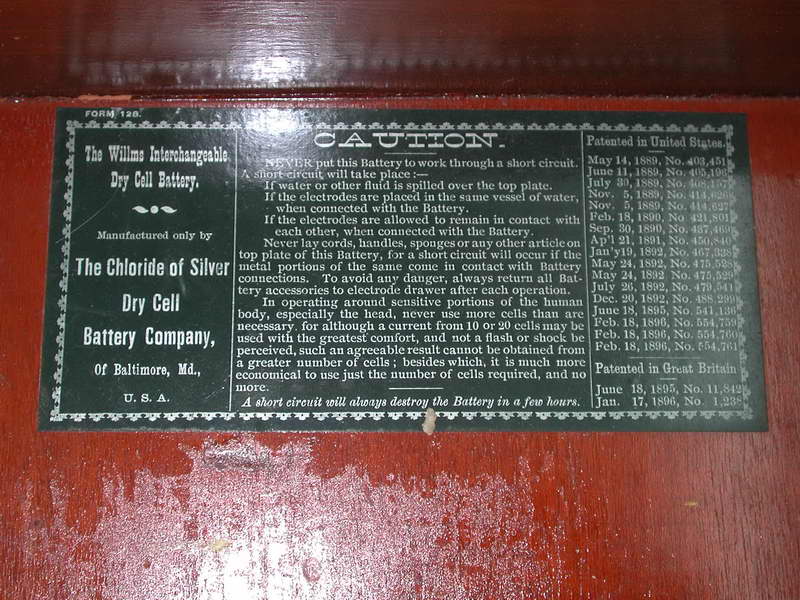 FORM 128.
The Willms Interchangeable
Dry Cell Battery.
Manufactured only by
The Chloride of Silver
Dry Cell
Battery Company,
Of Baltimore, Md.,
U. S. A.
CAUTION.
NEVER put this Battery to work through a short circuit.
A short circuit will take place :—
If water or other fluid is spilled over the top plate.
If the electrodes are placed in the same vessel of water,
when connected with the Battery.
If the electrodes are allowed to remain in contact with
each other, when connected with the Battery.
Never lay cords, handles, sponges or any other article on
top plate of this Battery, for a short circuit will occur if the
metal portions of the same come in contact with Battery
connections. To avoid any danger, always return all Bat-
tery accessories to electrode drawer after each operation.
In operating around sensitive portions of the human
body, especially the head, never use more cells than are
necessary, for although a current from 10 or 20 cells may be
used with the greatest comfort, and not a flash or shock be
perceived, such an agreeable result cannot be obtained from
a greater number of cells ; besides which, it is much more
economical to use just the number of cells required, and no
more.
A short circuit will always destroy the Battery in a few hours.
Patented in United States.
May 14, 1889, No. 403,451
June 11, 1889, No. 405,196
July 30, 1889, No. 408,157
Nov. 5, 1889, No. 414,626
Nov. 5, 1889, No. 414,627
Feb. 18, 1890, No. 421,801
Sep. 30, 1890, No. 437,469
Ap'l 21, 1891, No. 450,840
Jan'y 19, 1892, No. 467,328
May 24, 1892, No. 475,528
May 24, 1892, No. 475,529
July 26, 1892, No. 479,541
Dec. 20, 1892, No. 488,299
June 18, 1895, No. 541,136
Feb. 18, 1896, No. 554,759
Feb. 18, 1896, No. 554,760
Feb. 18, 1896, No. 554,761
Patented in Great Britain
June 18, 1895, No. 11,842
Jan. 17, 1896, No. 1,238